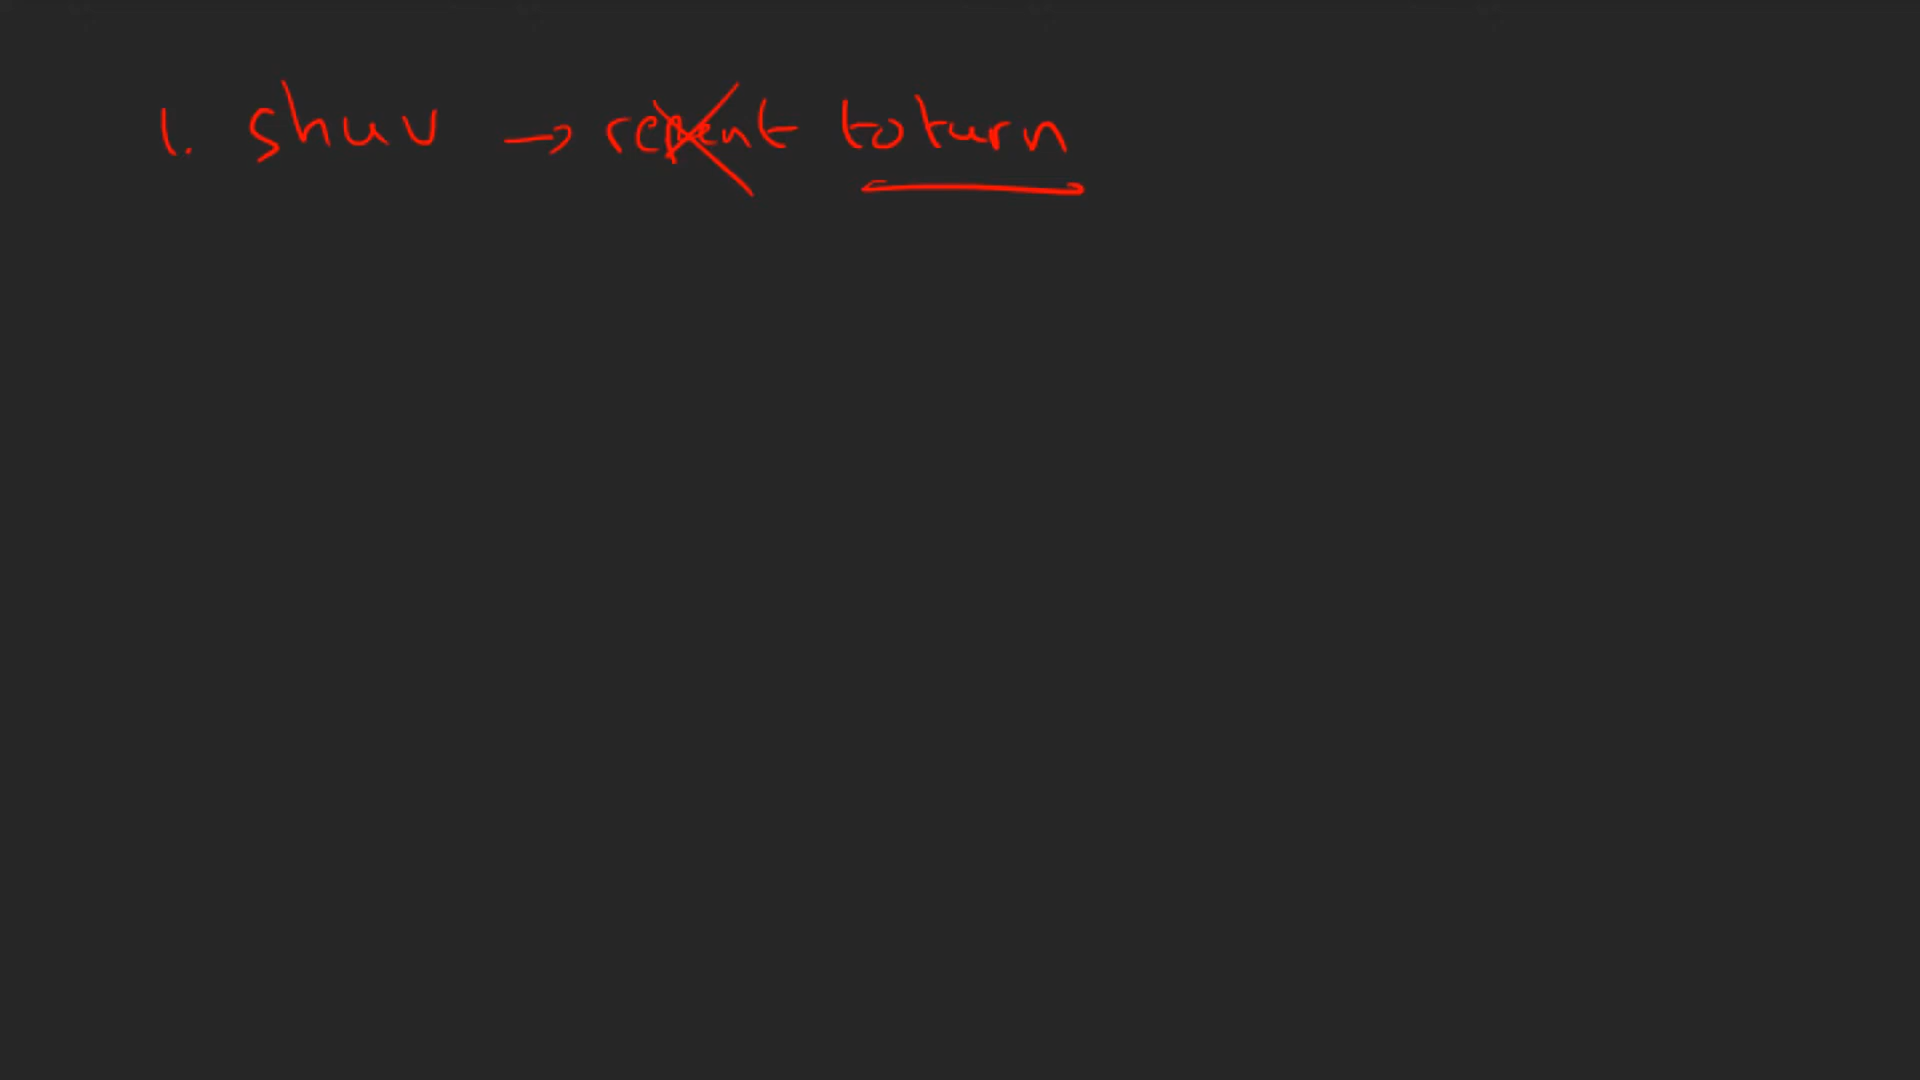 1. shuv → repent to turn